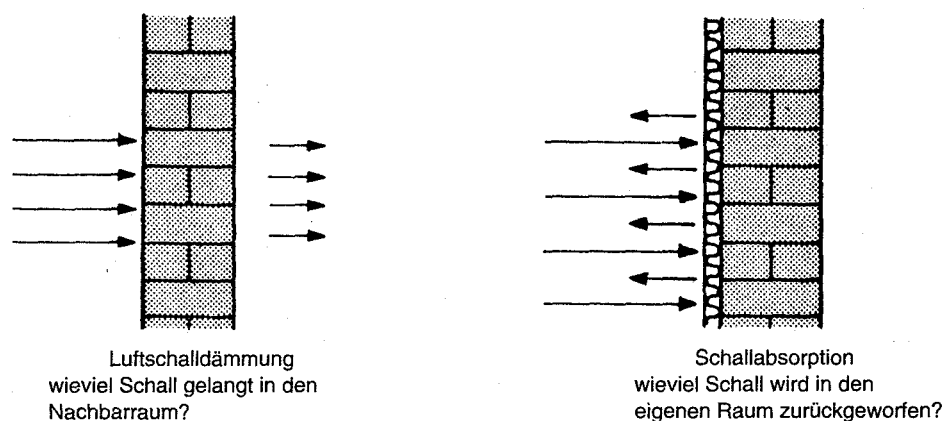 Luftschalldämmung
wieviel Schall gelangt in den
Nachbarraum?
Schallabsorption
wieviel Schall wird in den
eigenen Raum zurückgeworfen?